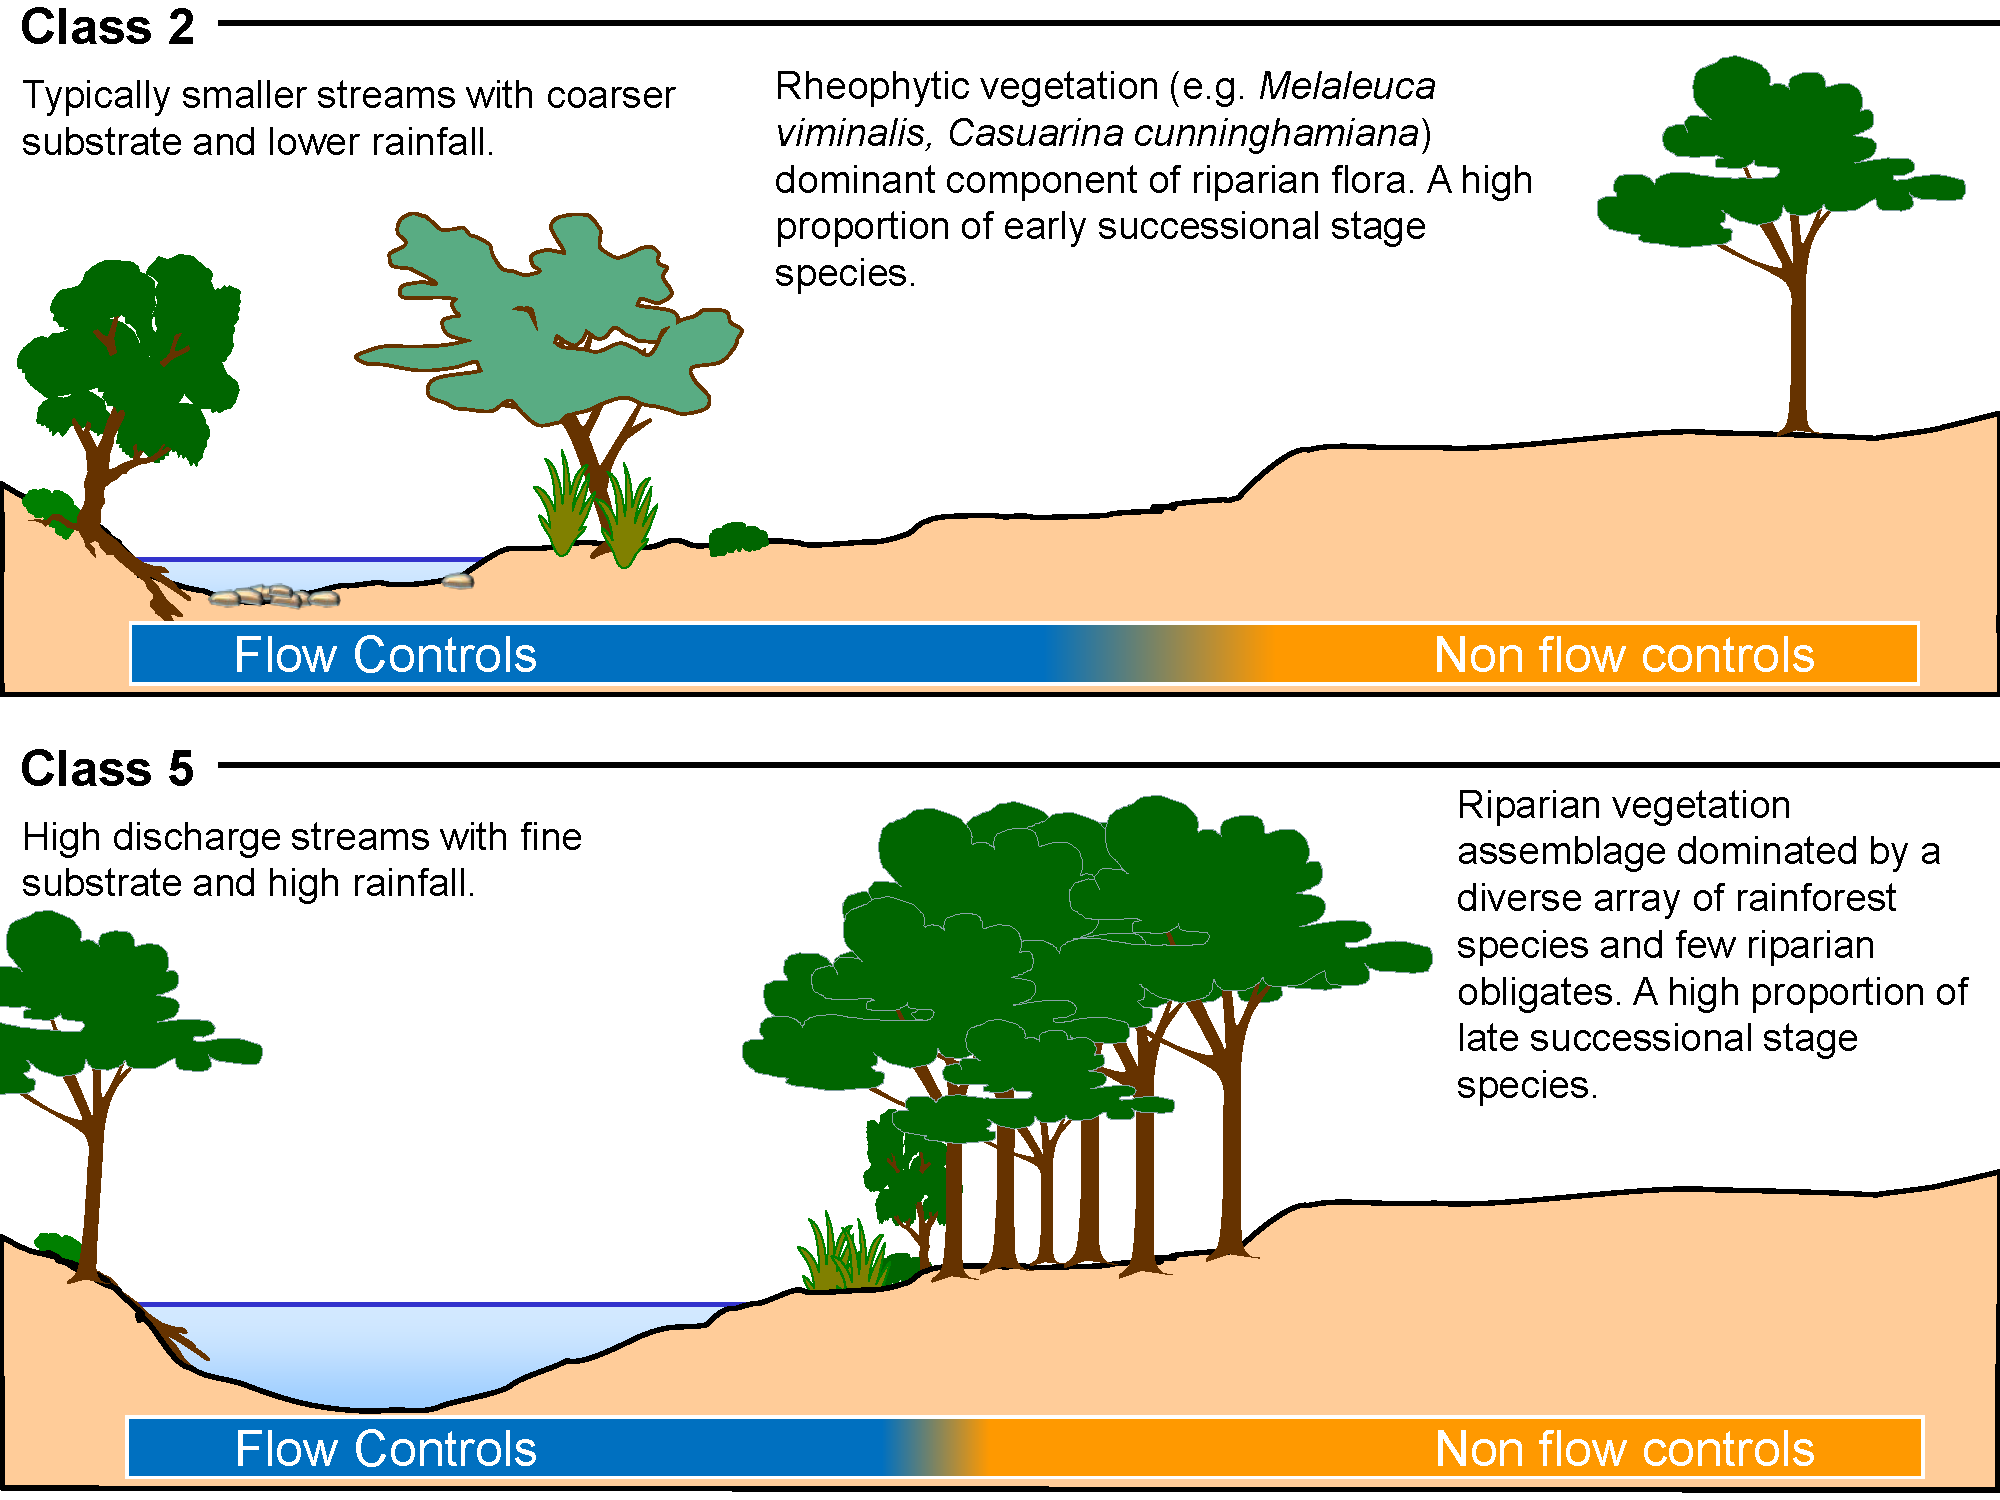 Class 2
Typically smaller streams with coarser
substrate and lower rainfall.
Rheophytic vegetation (e.g. Melaleuca
viminalis, Casuarina cunninghamiana)
dominant component of riparian flora. A high
proportion of early successional stage
species.
Flow Controls
Non flow controls
Class 5
High discharge streams with fine
substrate and high rainfall.
Riparian vegetation
assemblage dominated by a
diverse array of rainforest
species and few riparian
obligates. A high proportion of
late successional stage
species.
Flow Controls
Non flow controls